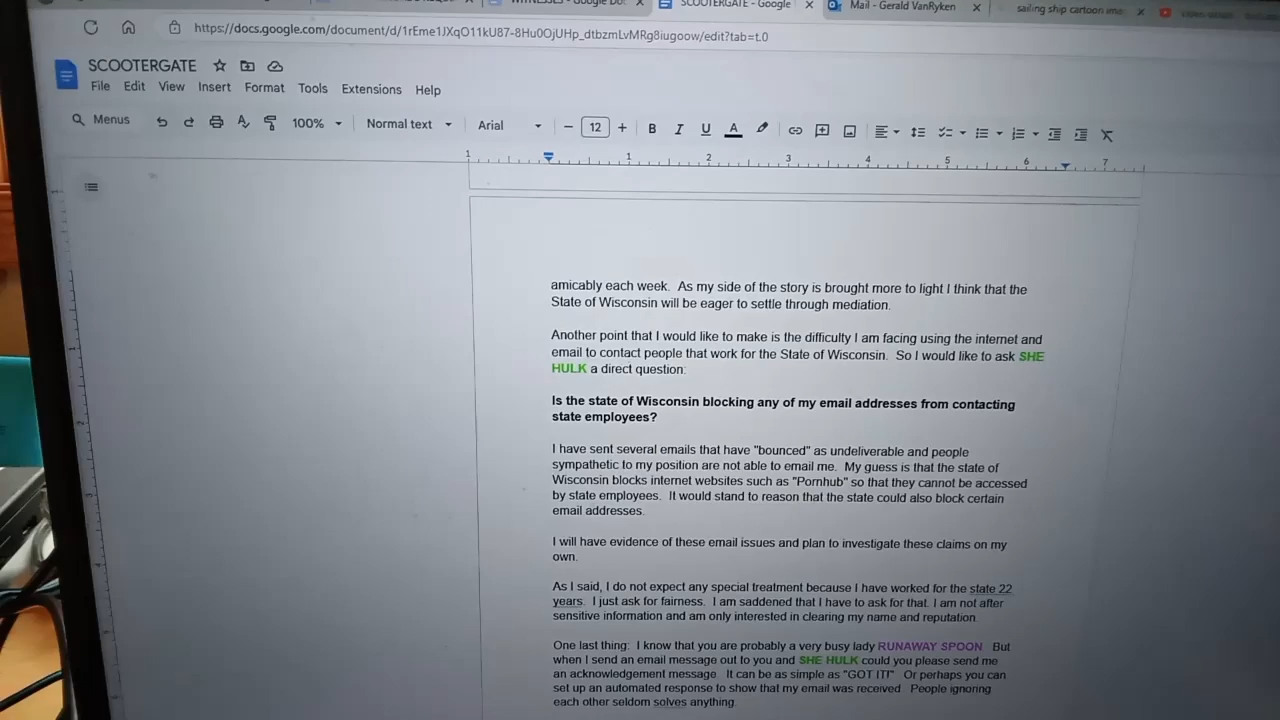 SCOOTERGATE - Google
Mail - Gerald VanRyken
sailing ship cartoon
https://docs.google.com/document/d/1rEme1JXqO11kU87-8Hu0OjUHp_dtbzmLvMRg8iugoow/edit?tab=t.0
SCOOTERGATE
File Edit View Insert Format Tools Extensions Help
Menus 100% Normal text Arial 12 B I U A
1 1 2 3 4 5 6 7
amicably each week. As my side of the story is brought more to light I think that the
State of Wisconsin will be eager to settle through mediation.
Another point that I would like to make is the difficulty I am facing using the internet and
email to contact people that work for the State of Wisconsin. So I would like to ask SHE
HULK a direct question:
Is the state of Wisconsin blocking any of my email addresses from contacting
state employees?
I have sent several emails that have "bounced" as undeliverable and people
sympathetic to my position are not able to email me. My guess is that the state of
Wisconsin blocks internet websites such as "Pornhub" so that they cannot be accessed
by state employees. It would stand to reason that the state could also block certain
email addresses.
I will have evidence of these email issues and plan to investigate these claims on my
own.
As I said, I do not expect any special treatment because I have worked for the state 22
years. I just ask for fairness. I am saddened that I have to ask for that. I am not after
sensitive information and am only interested in clearing my name and reputation.
One last thing: I know that you are probably a very busy lady RUNAWAY SPOON. But
when I send an email message out to you and SHE HULK could you please send me
an acknowledgement message. It can be as simple as "GOT IT!" Or perhaps you can
set up an automated response to show that my email was received. People ignoring
each other seldom solves anything.